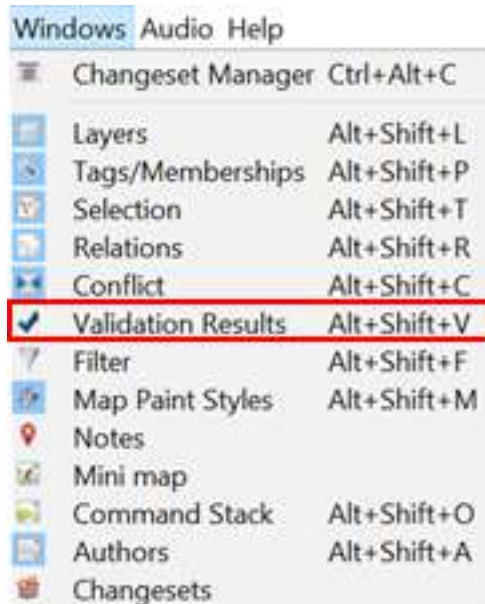 Windows Audio Help
Changeset Manager Ctrl+Alt+C
Layers Alt+Shift+L
Tags/Memberships Alt+Shift+P
Selection Alt+Shift+T
Relations Alt+Shift+R
Conflict Alt+Shift+C
Validation Results Alt+Shift+V
Filter Alt+Shift+F
Map Paint Styles Alt+Shift+M
Notes
Mini map
Command Stack Alt+Shift+O
Authors Alt+Shift+A
Changesets